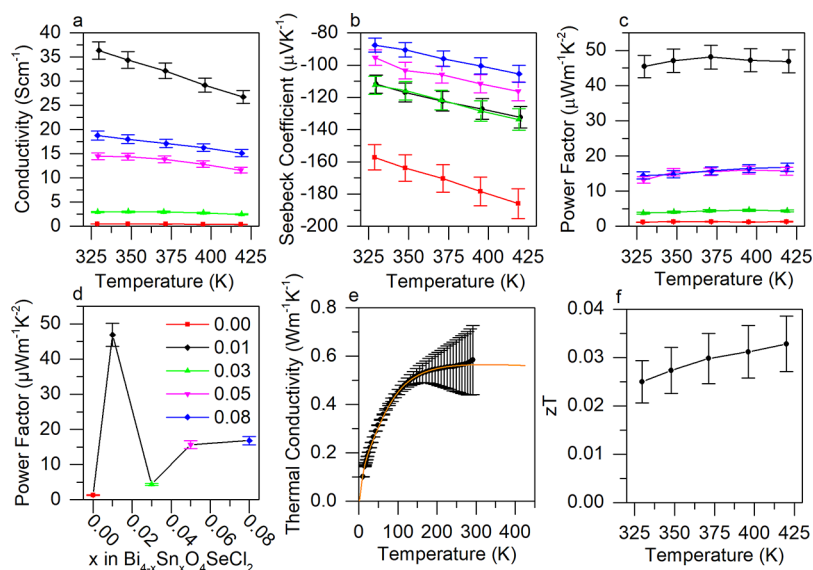 a
Conductivity (Scm⁻¹)
40
35
30
25
20
15
10
5
0
325 350 375 400 425
Temperature (K)
b
Seebeck Coefficient (μVK⁻¹)
-80
-100
-120
-140
-160
-180
-200
325 350 375 400 425
Temperature (K)
c
Power Factor (μWm⁻¹K⁻²)
50
40
30
20
10
0
325 350 375 400 425
Temperature (K)
d
Power Factor (μWm⁻¹K⁻²)
50
40
30
20
10
0
0.00
0.01
0.03
0.05
0.08
0.00 0.02 0.04 0.06 0.08
x in Bi₄₋ₓSnₓO₄SeCl₂
e
Thermal Conductivity (Wm⁻¹K⁻¹)
0.8
0.6
0.4
0.2
0.0
0 100 200 300 400
Temperature (K)
f
zT
0.04
0.03
0.02
0.01
0.00
325 350 375 400 425
Temperature (K)